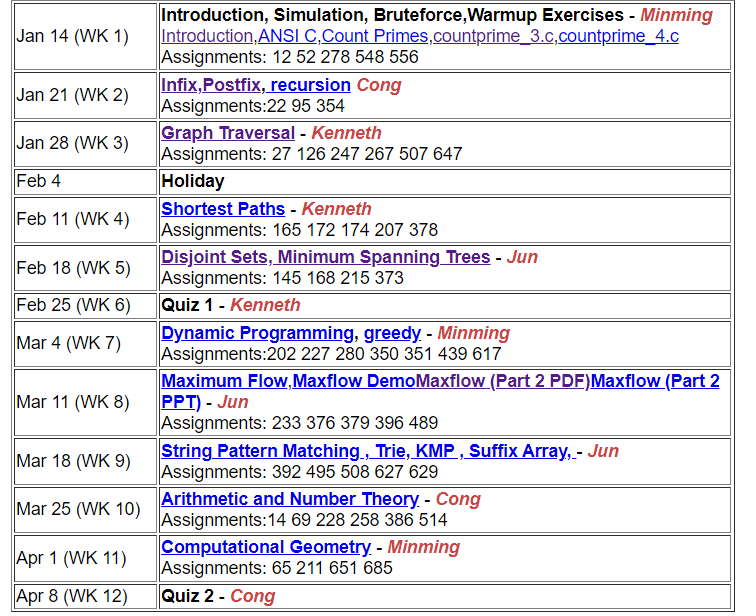 Jan 14 (WK 1)
Introduction, Simulation, Bruteforce,Warmup Exercises - Minming
Introduction,ANSI C,Count Primes,countprime_3.c,countprime_4.c
Assignments: 12 52 278 548 556
Jan 21 (WK 2)
Infix,Postfix, recursion Cong
Assignments:22 95 354
Jan 28 (WK 3)
Graph Traversal - Kenneth
Assignments: 27 126 247 267 507 647
Feb 4
Holiday
Feb 11 (WK 4)
Shortest Paths - Kenneth
Assignments: 165 172 174 207 378
Feb 18 (WK 5)
Disjoint Sets, Minimum Spanning Trees - Jun
Assignments: 145 168 215 373
Feb 25 (WK 6)
Quiz 1 - Kenneth
Mar 4 (WK 7)
Dynamic Programming, greedy - Minming
Assignments:202 227 280 350 351 439 617
Mar 11 (WK 8)
Maximum Flow,Maxflow DemoMaxflow (Part 2 PDF)Maxflow (Part 2
PPT) - Jun
Assignments: 233 376 379 396 489
Mar 18 (WK 9)
String Pattern Matching , Trie, KMP , Suffix Array, - Jun
Assignments: 392 495 508 627 629
Mar 25 (WK 10)
Arithmetic and Number Theory - Cong
Assignments:14 69 228 258 386 514
Apr 1 (WK 11)
Computational Geometry - Minming
Assignments: 65 211 651 685
Apr 8 (WK 12)
Quiz 2 - Cong